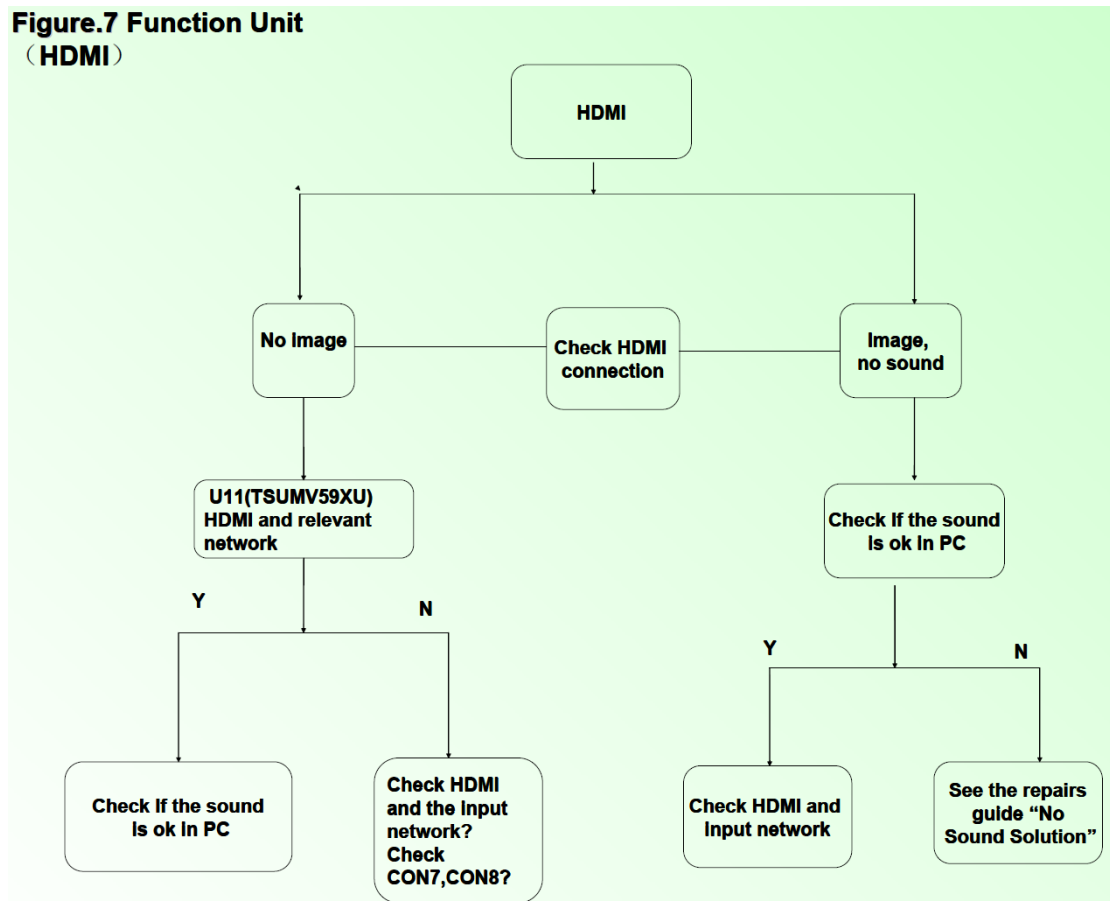 Figure.7 Function Unit
（HDMI）
HDMI
No Image
Check HDMI
connection
Image,
no sound
U11(TSUMV59XU)
HDMI and relevant
network
Check If the sound
is ok in PC
Y
N
Y
N
Check If the sound
is ok in PC
Check HDMI
and the input
network?
Check
CON7,CON8?
Check HDMI and
input network
See the repairs
guide “No
Sound Solution”